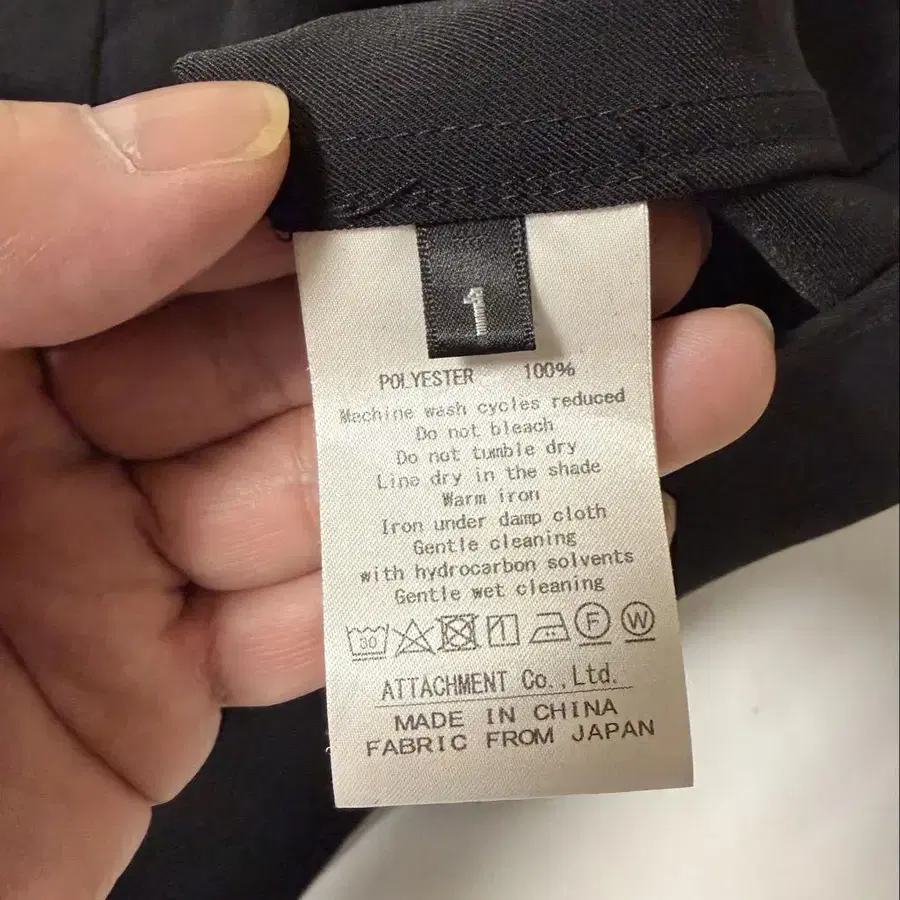 1
POLYESTER 100%
Machine wash cycles reduced
Do not bleach
Do not tumble dry
Line dry in the shade
Warm iron
Iron under damp cloth
Gentle cleaning
with hydrocarbon solvents
Gentle wet cleaning
30 F W
ATTACHMENT Co.,Ltd.
MADE IN CHINA
FABRIC FROM JAPAN